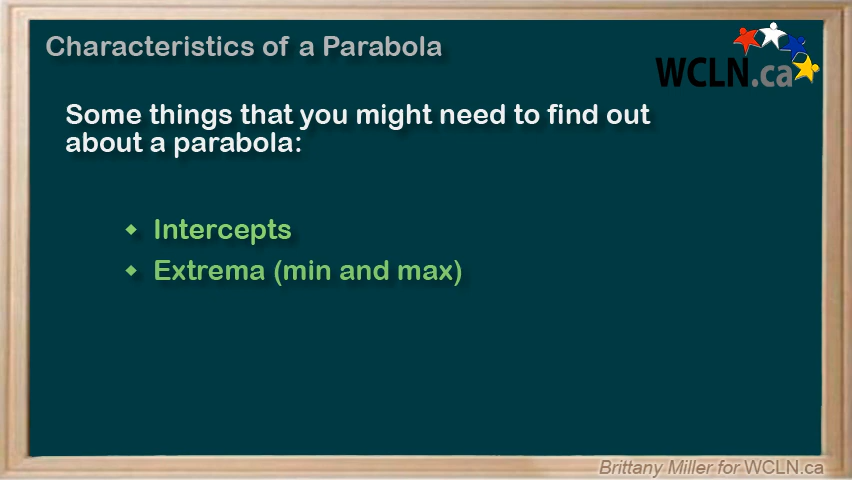 Characteristics of a Parabola
WCLN.ca
Some things that you might need to find out
about a parabola:
◆ Intercepts
◆ Extrema (min and max)
Brittany Miller for WCLN.ca